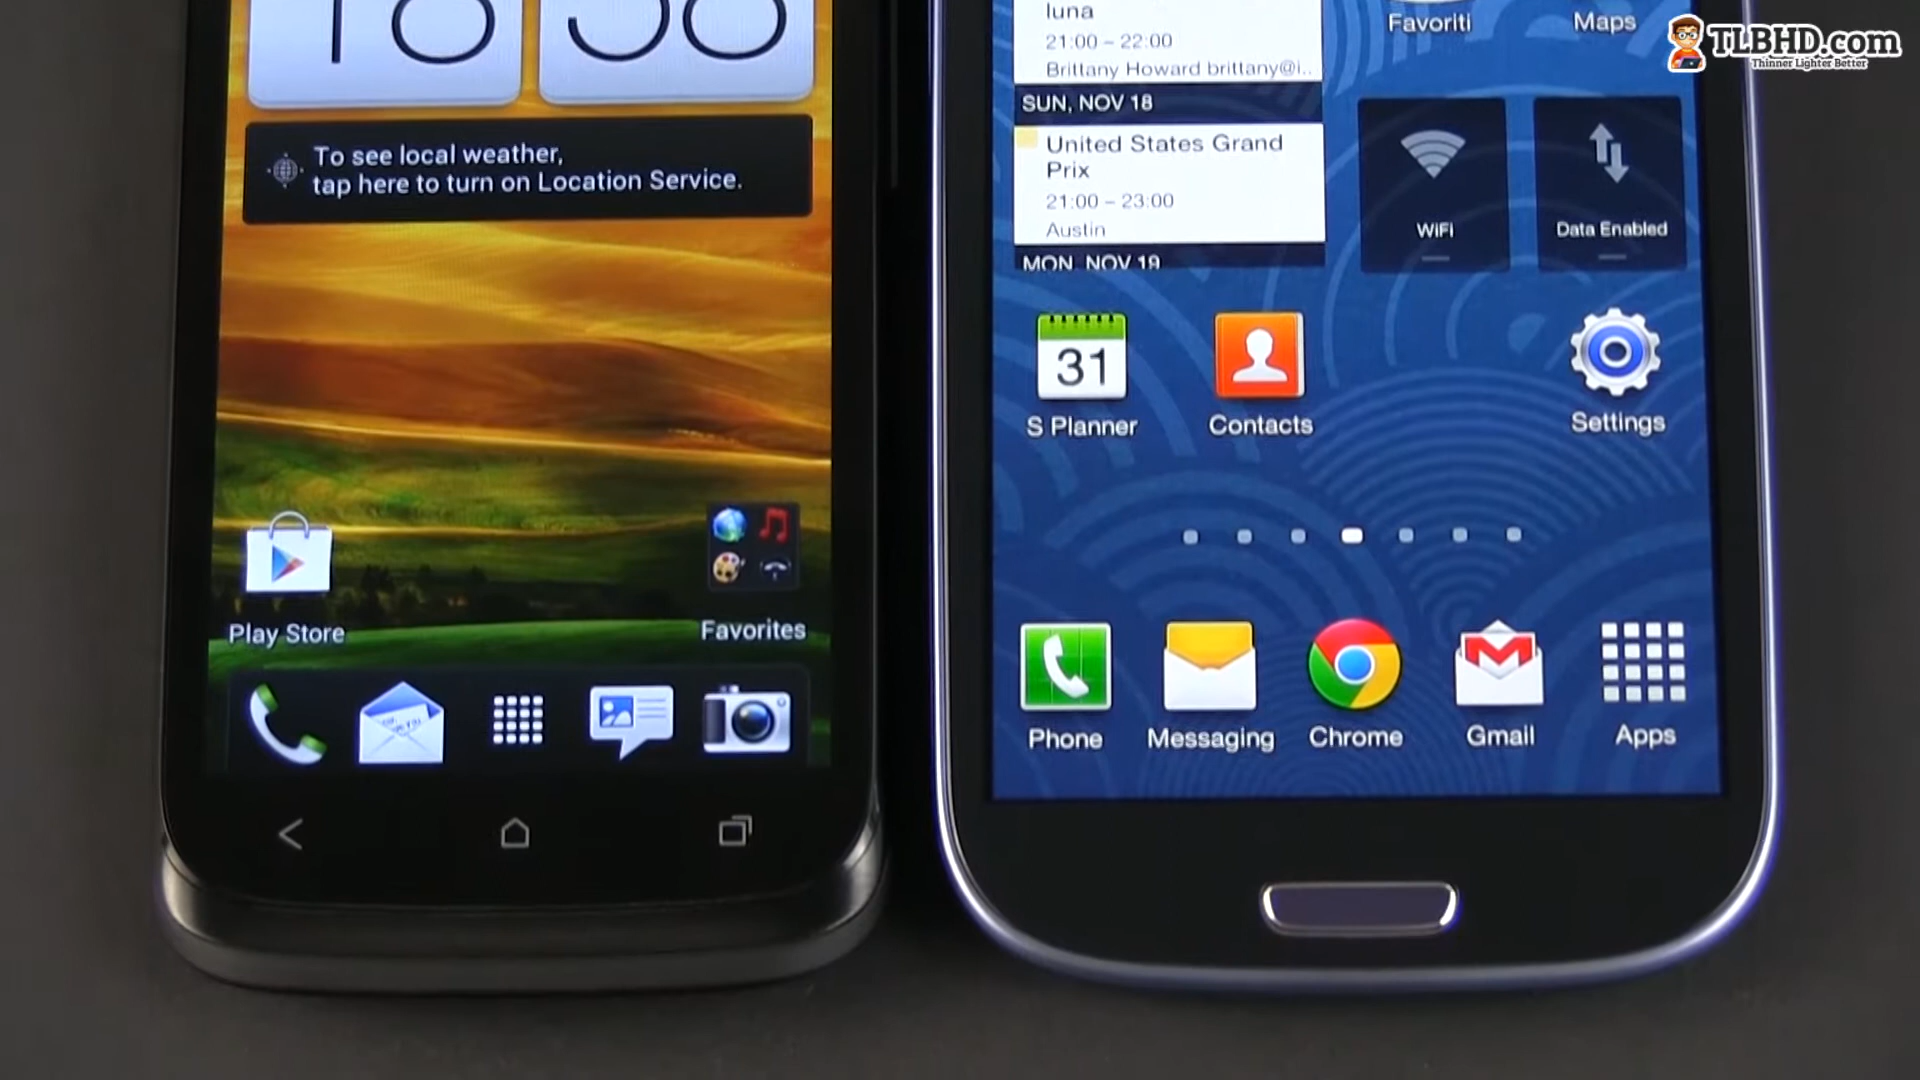 To see local weather,
tap here to turn on Location Service.
Play Store
Favorites
luna
21:00 – 22:00
Brittany Howard brittany@i..
SUN, NOV 18
United States Grand
Prix
21:00 – 23:00
Austin
MON, NOV 19
Favoriti
Maps
WiFi
Data Enabled
31
S Planner
Contacts
Settings
Phone
Messaging
Chrome
Gmail
Apps
TLBHD.com
Thinner Lighter Better